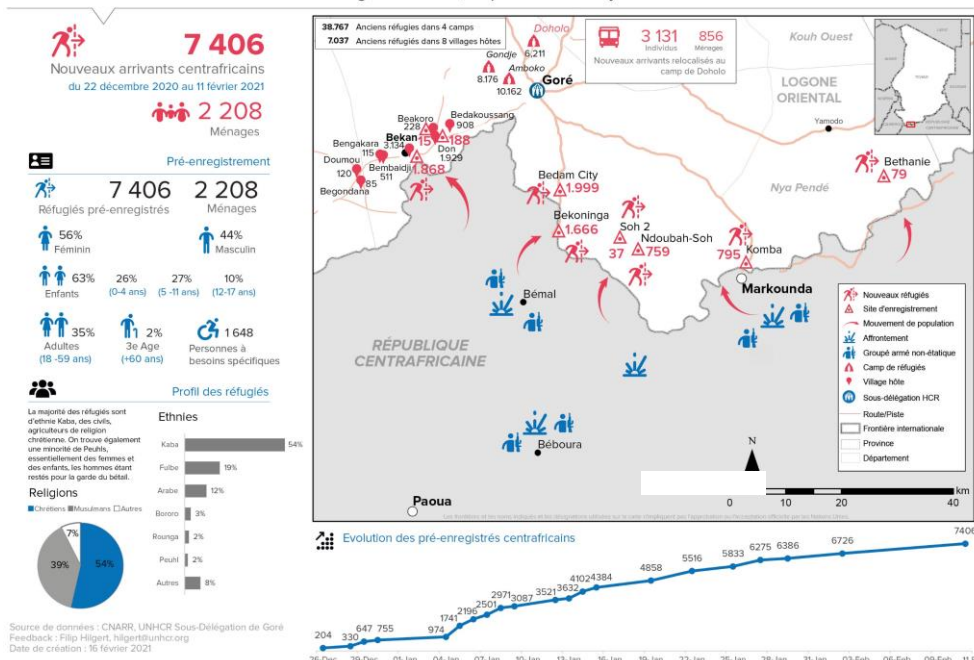 7 406
Nouveaux arrivants centrafricains
du 22 décembre 2020 au 11 février 2021
2 208
Ménages
Pré-enregistrement
7 406
2 208
Réfugiés pré-enregistrés
Ménages
56%
Féminin
44%
Masculin
63%
Enfants
26%
(0-4 ans)
27%
(5 -11 ans)
10%
(12-17 ans)
35%
Adultes
(18 -59 ans)
2%
3e Age
(+60 ans)
1 648
Personnes à
besoins spécifiques
Profil des réfugiés
La majorité des réfugiés sont
d'ethnie Kaba, des civils,
agriculteurs de religion
chrétienne. On trouve également
une minorité de Peuhls,
essentiellement des femmes et
des enfants, les hommes étant
restés pour la garde du bétail.
Religions
Chrétiens Musulmans Autres
7%
39%
54%
Ethnies
Kaba 54%
Fulbe 19%
Arabe 12%
Bororo 3%
Rounga 2%
Peuhl 2%
Autres 8%
Source de données : CNARR, UNHCR Sous-Délégation de Goré
Feedback : Filip Hilgert, hilgert@unhcr.org
Date de création : 16 février 2021
38.767 Anciens réfugiés dans 4 camps
7.037 Anciens réfugiés dans 8 villages hôtes
3 131
Individus
856
Ménages
Nouveaux arrivants relocalisés au
camp de Doholo
Doholo
6.211
Gondje
8.176
Amboko
10.162
Goré
Kouh Ouest
LOGONE
ORIENTAL
Yamodo
Nya Pendé
Beakoro
228
Bedakoussang
908
Bekan
3.134
15
188
Don
1.929
Bengakara
115
Doumou
120
Bembaidji
511
1.868
85
Begondana
Bedam City
1.999
Bekoninga
1.666
Soh 2
37
Ndoubah-Soh
759
795
Komba
Bethanie
79
Markounda
Bémal
RÉPUBLIQUE
CENTRAFRICAINE
Béboura
Paoua
Nouveaux réfugiés
Site d'enregistrement
Mouvement de population
Affrontement
Groupé armé non-étatique
Camp de réfugiés
Village hôte
Sous-délégation HCR
Route/Piste
Frontière internationale
Province
Département
N
km
0 10 20 40
Evolution des pré-enregistrés centrafricains
204 330 647 755 974 1741 2196 2501 2971 3087 3521 3632 4102 4384 4858 5516 5833 6275 6386 6726 7406